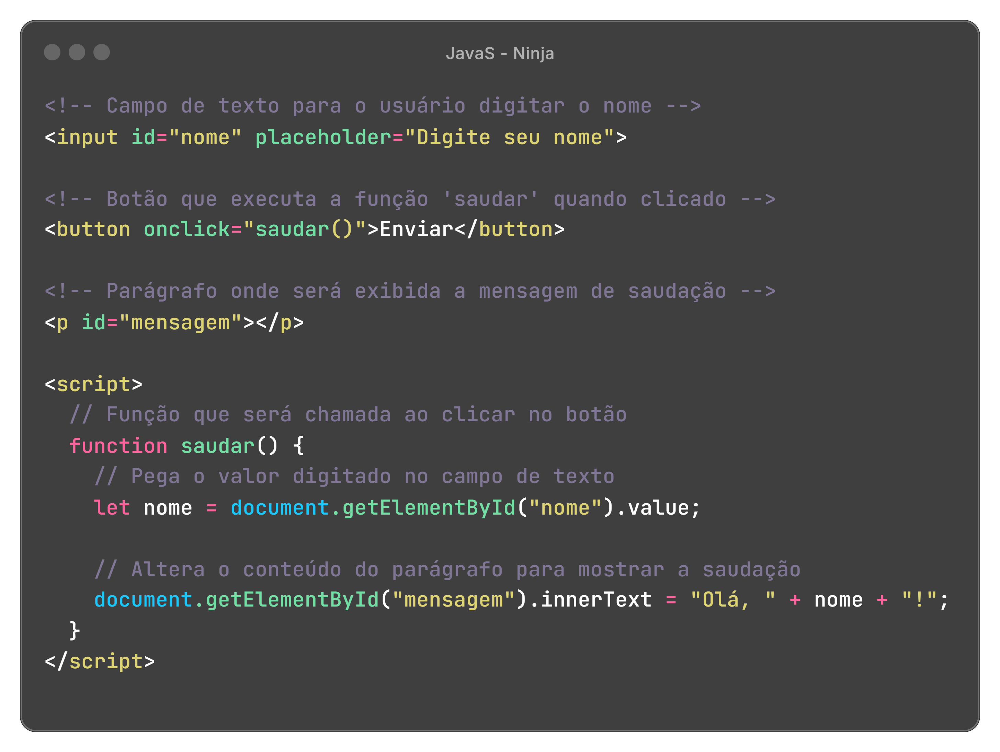 JavaS - Ninja
<!-- Campo de texto para o usuário digitar o nome -->
<input id="nome" placeholder="Digite seu nome">
<!-- Botão que executa a função 'saudar' quando clicado -->
<button onclick="saudar()">Enviar</button>
<!-- Parágrafo onde será exibida a mensagem de saudação -->
<p id="mensagem"></p>
<script>
  // Função que será chamada ao clicar no botão
  function saudar() {
    // Pega o valor digitado no campo de texto
    let nome = document.getElementById("nome").value;
    // Altera o conteúdo do parágrafo para mostrar a saudação
    document.getElementById("mensagem").innerText = "Olá, " + nome + "!";
  }
</script>